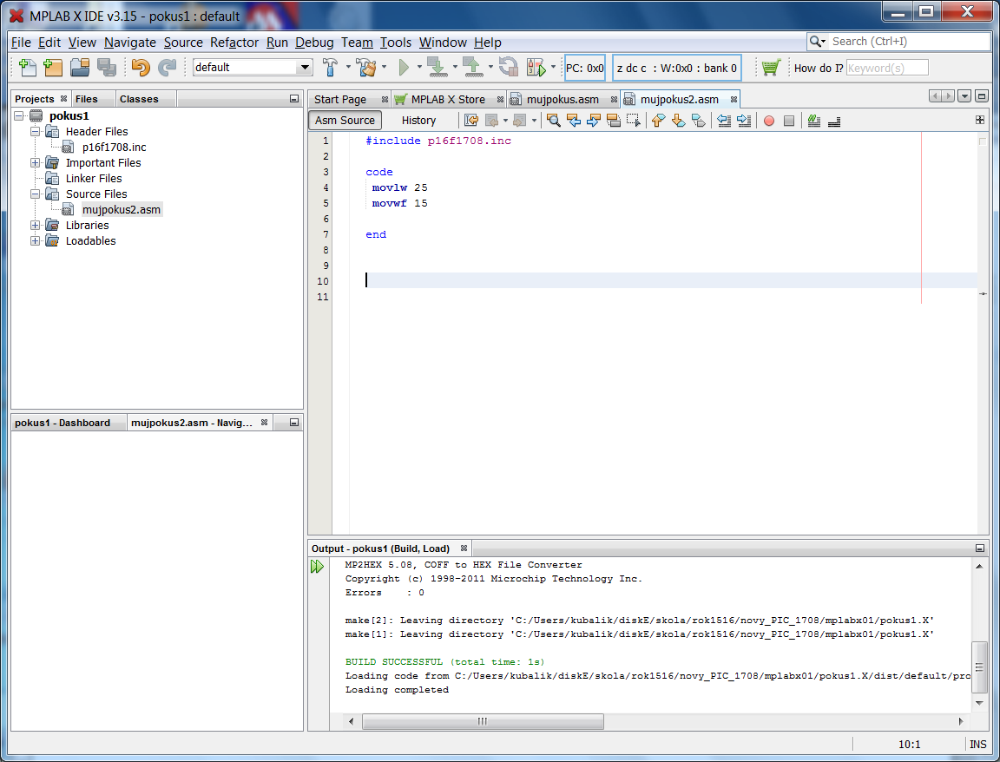 MPLAB X IDE v3.15 - pokus1 : default
File Edit View Navigate Source Refactor Run Debug Team Tools Window Help
Search (Ctrl+I)
default
PC: 0x0
z dc c : W:0x0 : bank 0
How do I?
Keyword(s)
Projects
Files
Classes
pokus1
Header Files
p16f1708.inc
Important Files
Linker Files
Source Files
mujpokus2.asm
Libraries
Loadables
pokus1 - Dashboard
mujpokus2.asm - Navig...
Start Page
MPLAB X Store
mujpokus.asm
mujpokus2.asm
Asm Source
History
1 #include p16f1708.inc
2
3 code
4 movlw 25
5 movwf 15
6
7 end
8
9
10
11
Output - pokus1 (Build, Load)
MP2HEX 5.08, COFF to HEX File Converter
Copyright (c) 1998-2011 Microchip Technology Inc.
Errors : 0
make[2]: Leaving directory 'C:/Users/kubalik/diskE/skola/rok1516/novy_PIC_1708/mplabx01/pokus1.X'
make[1]: Leaving directory 'C:/Users/kubalik/diskE/skola/rok1516/novy_PIC_1708/mplabx01/pokus1.X'
BUILD SUCCESSFUL (total time: 1s)
Loading code from C:/Users/kubalik/diskE/skola/rok1516/novy_PIC_1708/mplabx01/pokus1.X/dist/default/pro
Loading completed
10:1
INS